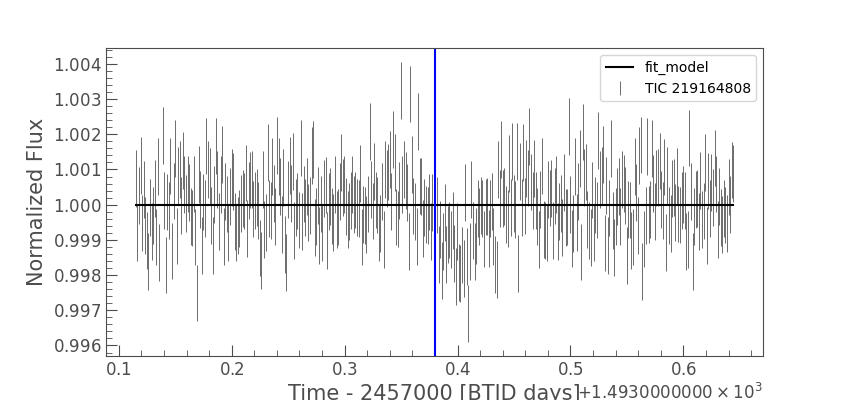 1.004
1.003
1.002
1.001
1.000
0.999
0.998
0.997
0.996
Normalized Flux
fit_model
TIC 219164808
0.1 0.2 0.3 0.4 0.5 0.6
Time - 2457000 [BTJD days]
+1.4930000000 × 10³